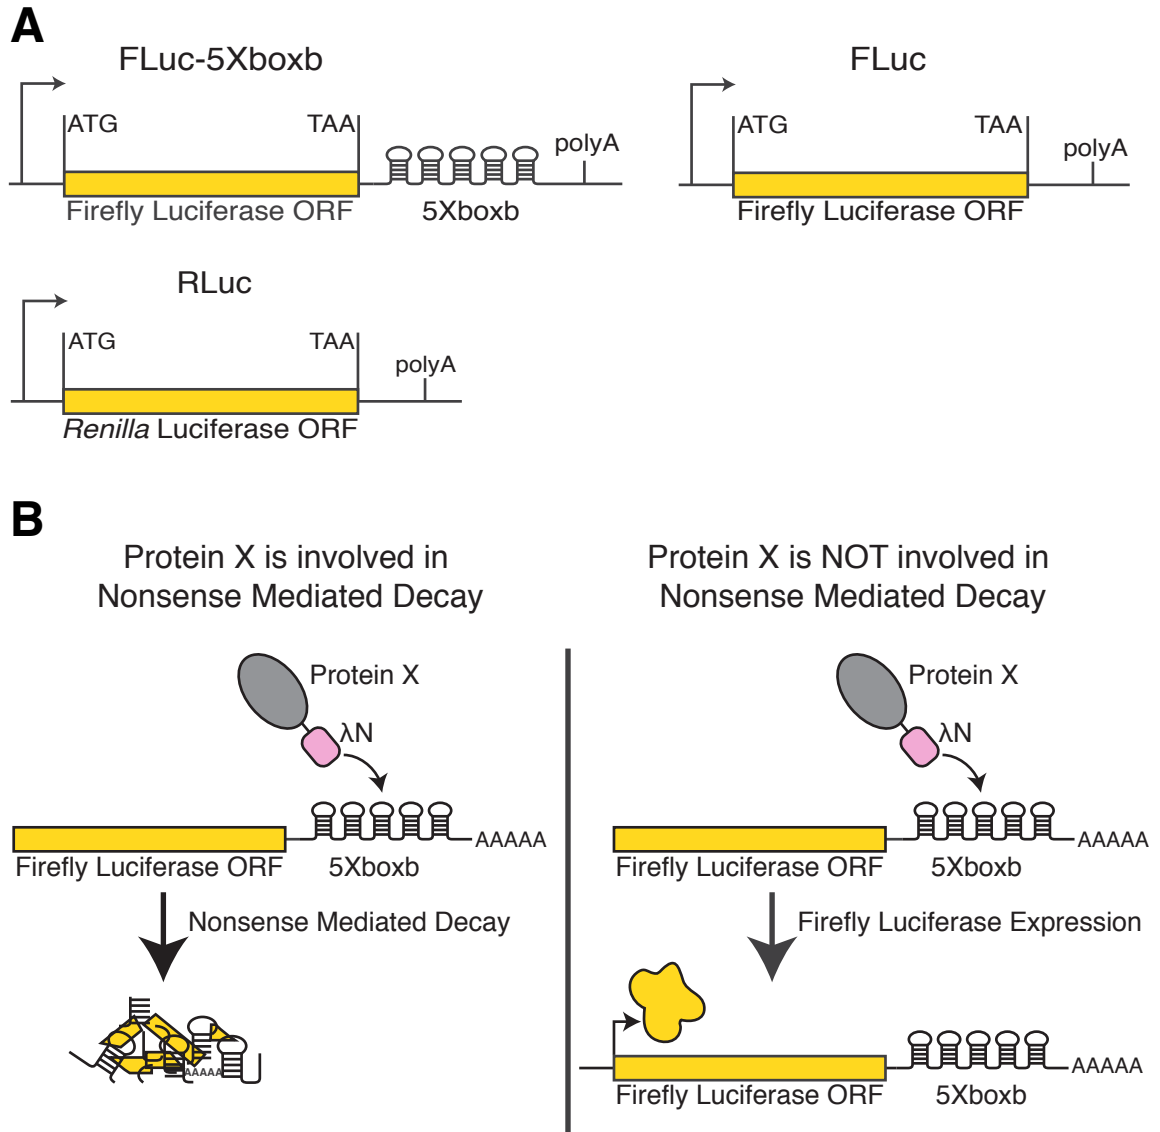 A
FLuc-5Xboxb
ATG
TAA
polyA
Firefly Luciferase ORF
5Xboxb
FLuc
ATG
TAA
polyA
Firefly Luciferase ORF
RLuc
ATG
TAA
polyA
Renilla Luciferase ORF
B
Protein X is involved in
Nonsense Mediated Decay
Protein X
λN
AAAAA
Firefly Luciferase ORF
5Xboxb
Nonsense Mediated Decay
AAAAA
Protein X is NOT involved in
Nonsense Mediated Decay
Protein X
λN
AAAAA
Firefly Luciferase ORF
5Xboxb
Firefly Luciferase Expression
AAAAA
Firefly Luciferase ORF
5Xboxb